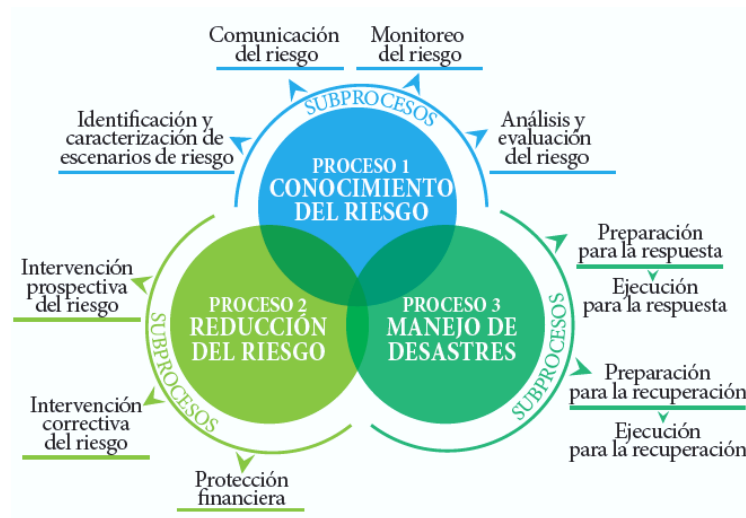 Comunicación
del riesgo
Monitoreo
del riesgo
SUBPROCESOS
Identificación y
caracterización de
escenarios de riesgo
Análisis y
evaluación
del riesgo
PROCESO 1
CONOCIMIENTO
DEL RIESGO
Intervención
prospectiva
del riesgo
Intervención
correctiva
del riesgo
Protección
financiera
SUBPROCESOS
PROCESO 2
REDUCCIÓN
DEL RIESGO
PROCESO 3
MANEJO DE
DESASTRES
SUBPROCESOS
Preparación
para la respuesta
Ejecución
para la respuesta
Preparación
para la recuperación
Ejecución
para la recuperación